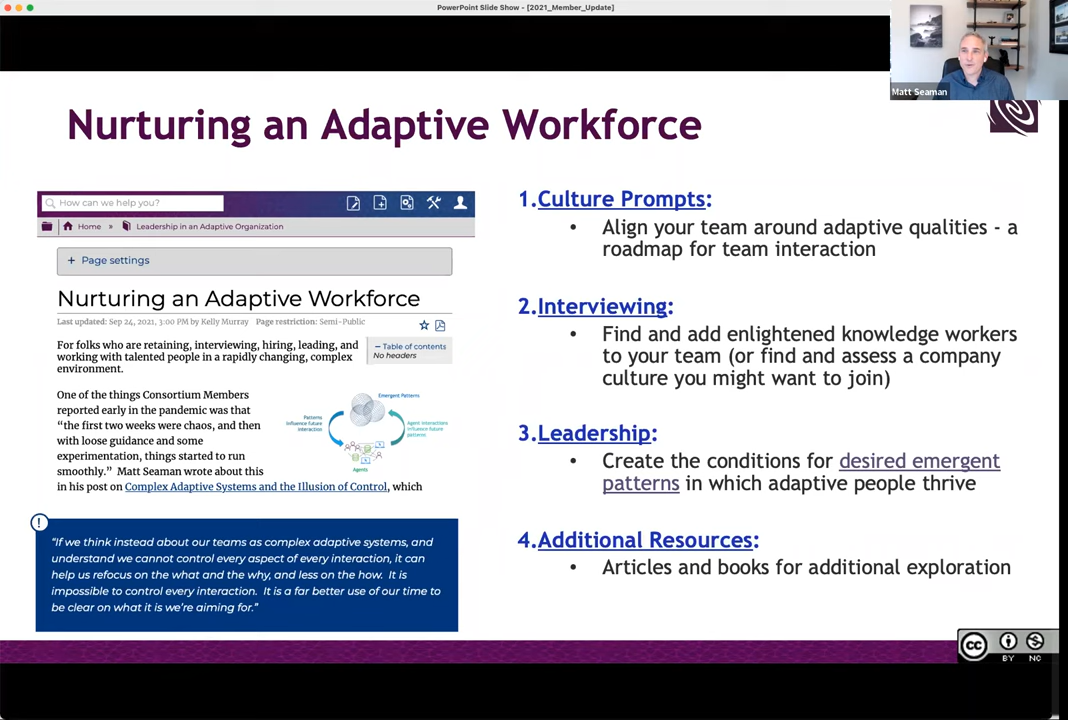 PowerPoint Slide Show - [2021_Member_Update]
Matt Seaman
Nurturing an Adaptive Workforce
How can we help you?
Home » Leadership in an Adaptive Organization
+ Page settings
Nurturing an Adaptive Workforce
Last updated: Sep 24, 2021, 3:00 PM by Kelly Murray Page restriction: Semi-Public
For folks who are retaining, interviewing, hiring, leading, and
working with talented people in a rapidly changing, complex
environment.
− Table of contents
No headers
One of the things Consortium Members
reported early in the pandemic was that
“the first two weeks were chaos, and then
with loose guidance and some
experimentation, things started to run
smoothly.” Matt Seaman wrote about this
in his post on Complex Adaptive Systems and the Illusion of Control, which
Emergent Patterns
Patterns
influence future
interaction
Agent interactions
influence future
patterns
Agents
!
“If we think instead about our teams as complex adaptive systems, and
understand we cannot control every aspect of every interaction, it can
help us refocus on the what and the why, and less on the how. It is
impossible to control every interaction. It is a far better use of our time to
be clear on what it is we’re aiming for.”
1.Culture Prompts:
• Align your team around adaptive qualities - a
roadmap for team interaction
2.Interviewing:
• Find and add enlightened knowledge workers
to your team (or find and assess a company
culture you might want to join)
3.Leadership:
• Create the conditions for desired emergent
patterns in which adaptive people thrive
4.Additional Resources:
• Articles and books for additional exploration
cc
BY NC